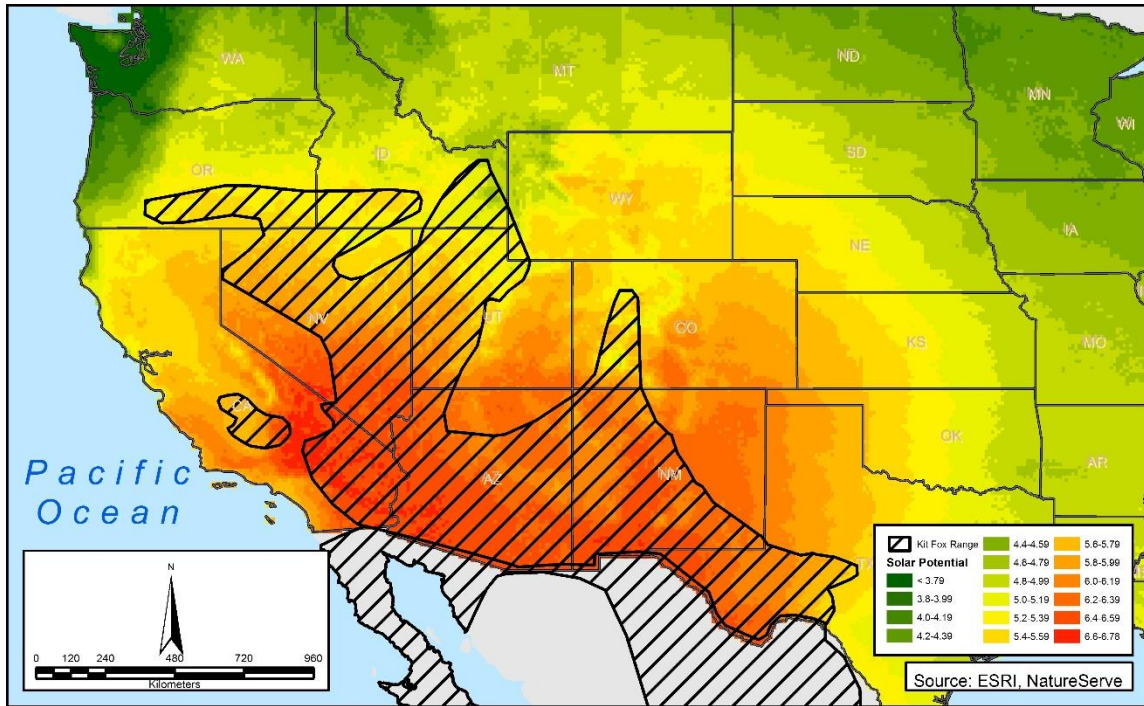 WA
MT
ND
MN
WI
OR
ID
SD
WY
IA
NE
NV
UT
CO
KS
MO
CA
OK
AZ
NM
AR
TX
Pacific
Ocean
N
0 120 240 480 720 960
Kilometers
Kit Fox Range
Solar Potential
< 3.79
3.8-3.99
4.0-4.19
4.2-4.39
4.4-4.59
4.6-4.79
4.8-4.99
5.0-5.19
5.2-5.39
5.4-5.59
5.6-5.79
5.8-5.99
6.0-6.19
6.2-6.39
6.4-6.59
6.6-6.78
Source: ESRI, NatureServe